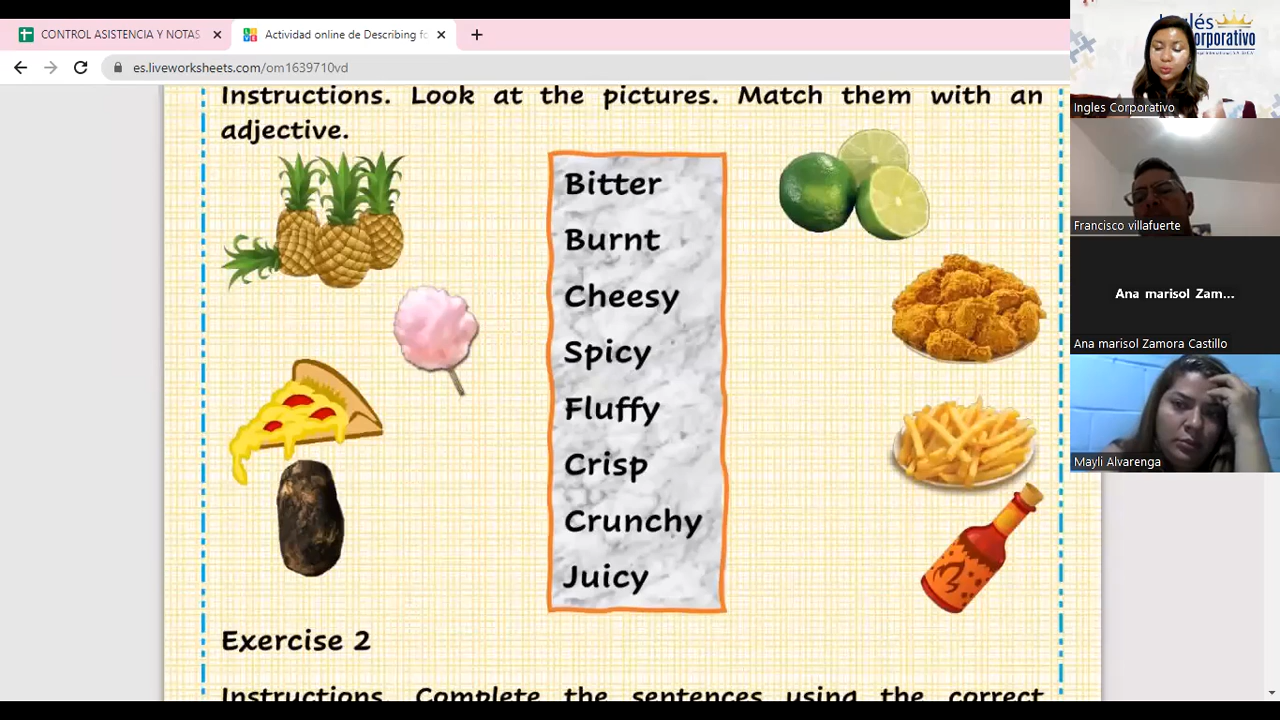 CONTROL ASISTENCIA Y NOTAS
Actividad online de Describing fo
es.liveworksheets.com/om1639710vd
Instructions. Look at the pictures. Match them with an
adjective.
Bitter
Burnt
Cheesy
Spicy
Fluffy
Crisp
Crunchy
Juicy
Exercise 2
Instructions. Complete the sentences using the correct
Inglés
Corporativo
Ingles Corporativo
Francisco villafuerte
Ana marisol Zam...
Ana marisol Zamora Castillo
Mayli Alvarenga